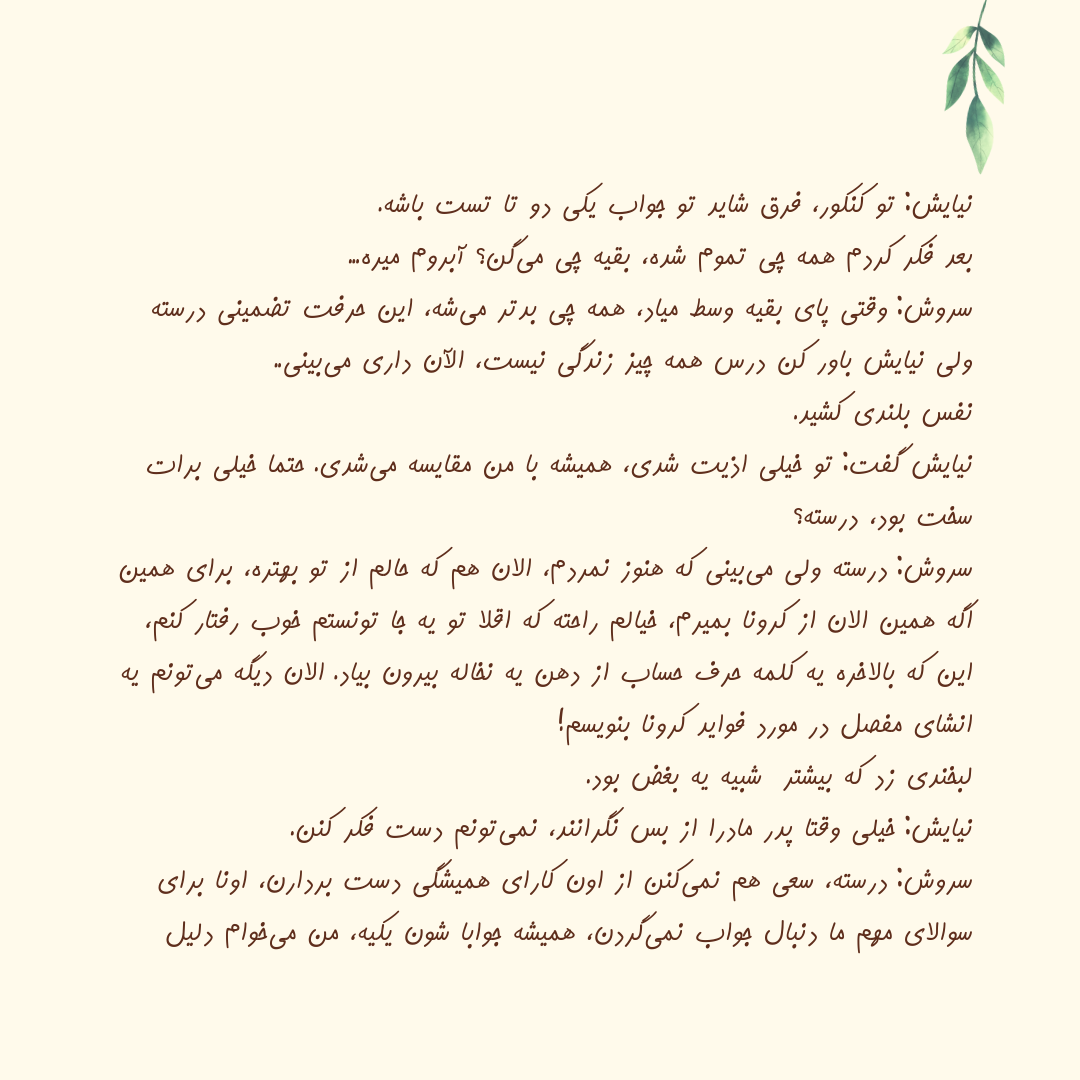 نیایش: تو کنکور، فرق شاید تو جواب یکی دو تا تست باشه.
بعد فکر کردم همه چی تموم شده، بقیه چی می‌گن؟ آبروم میره...
سروش: وقتی پای بقیه وسط میاد، همه چی بدتر می‌شه، این حرفت تضمینی درسته
ولی نیایش باور کن درس همه چیز زندگی نیست، الآن داری می‌بینی..
نفس بلندی کشید.
نیایش گفت: تو خیلی اذیت شدی، همیشه با من مقایسه می‌شدی. حتما خیلی برات
سخت بود، درسته؟
سروش: درسته ولی می‌بینی که هنوز نمردم، الان هم که حالم از تو بهتره، برای همین
اگه همین الان از کرونا بمیرم، خیالم راحته که اقلا تو یه جا تونستم خوب رفتار کنم،
این که بالاخره یه کلمه حرف حساب از دهن یه نخاله بیرون بیاد. الان دیگه می‌تونم یه
انشای مفصل در مورد فواید کرونا بنویسم!
لبخندی زد که بیشتر شبیه یه بغض بود.
نیایش: خیلی وقتا پدر مادرا از بس نگرانند، نمی‌تونم دست فکر کنن.
سروش: درسته، سعی هم نمی‌کنن از اون کارای همیشگی دست بردارن، اونا برای
سوالای مهم ما دنبال جواب نمی‌گردن، همیشه جوابا شون یکیه، من می‌خوام دلیل